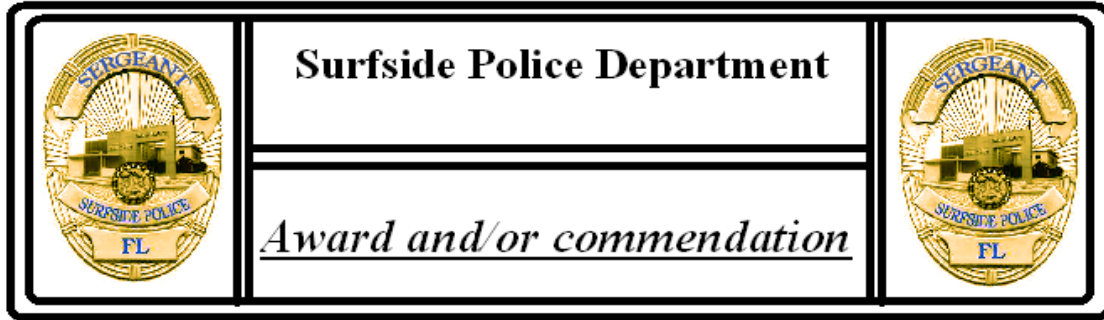 SERGEANT
SURFSIDE POLICE
FL
Surfside Police Department
Award and/or commendation
SERGEANT
SURFSIDE POLICE
FL